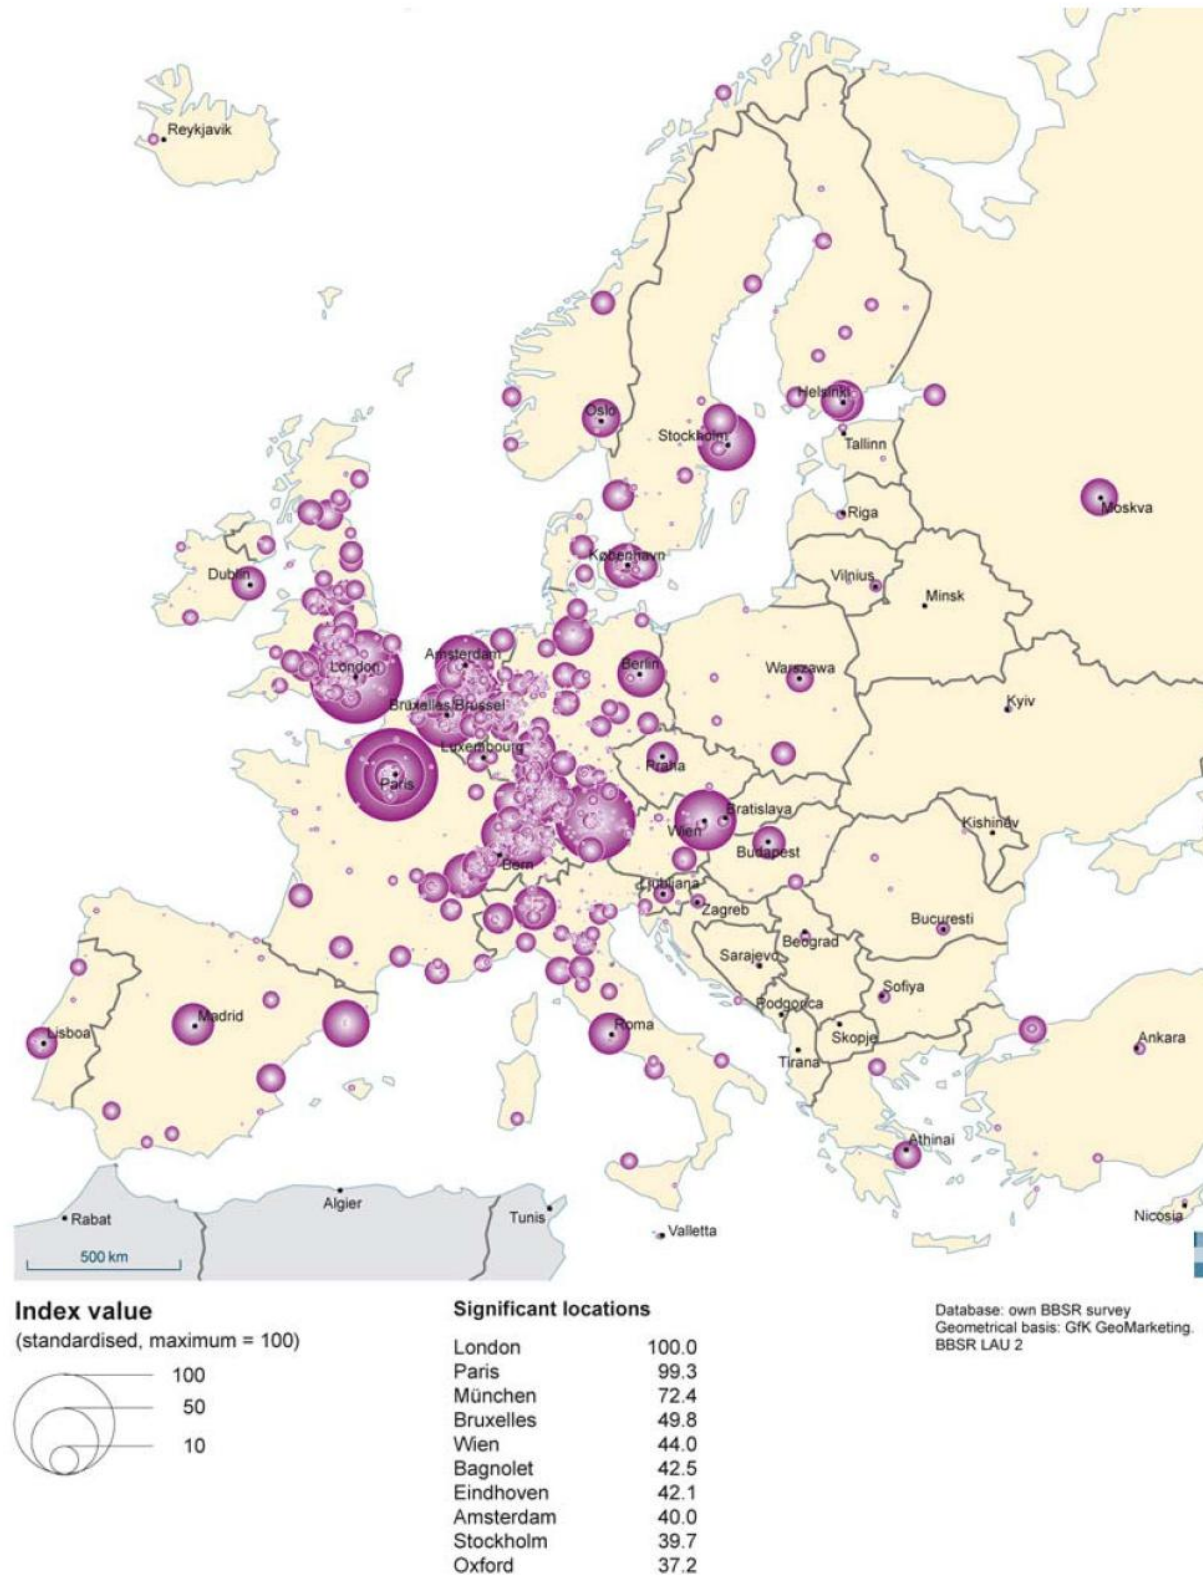 Reykjavik
Helsinki
Oslo
Stockholm
Tallinn
Moskva
Riga
København
Dublin
Vilnius
Minsk
Amsterdam
Berlin
London
Warszawa
Bruxelles/Brüssel
Kyiv
Luxembourg
Praha
Paris
Bratislava
Wien
Kishinev
Budapest
Bern
Ljubljana
Zagreb
Bucuresti
Beograd
Sarajevo
Sofiya
Podgorica
Madrid
Lisboa
Roma
Skopje
Ankara
Tirana
Athinai
Algier
Rabat
Tunis
Nicosia
Valletta
500 km
Index value
(standardised, maximum = 100)
100
50
10
Significant locations
London 100.0
Paris 99.3
München 72.4
Bruxelles 49.8
Wien 44.0
Bagnolet 42.5
Eindhoven 42.1
Amsterdam 40.0
Stockholm 39.7
Oxford 37.2
Database: own BBSR survey
Geometrical basis: GfK GeoMarketing.
BBSR LAU 2